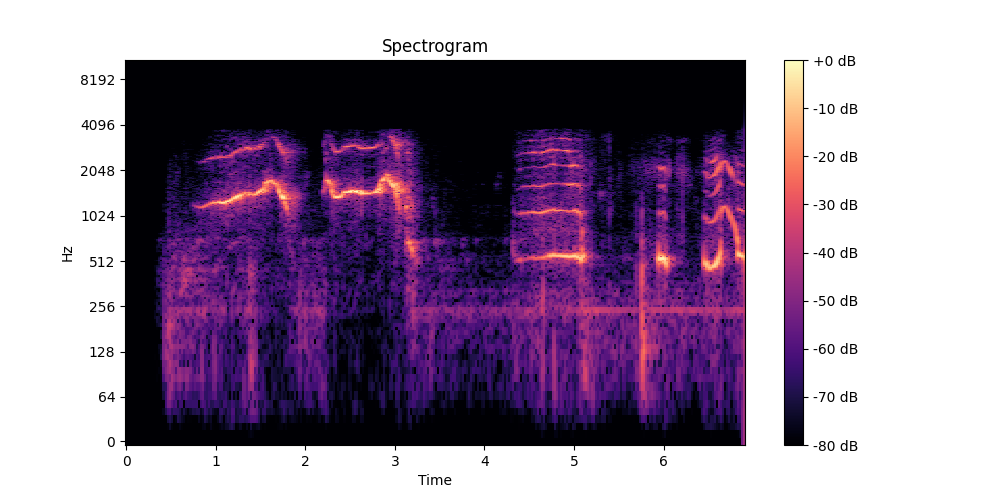 Spectrogram
8192
4096
2048
1024
512
256
128
64
0
Hz
0 1 2 3 4 5 6
Time
+0 dB
-10 dB
-20 dB
-30 dB
-40 dB
-50 dB
-60 dB
-70 dB
-80 dB